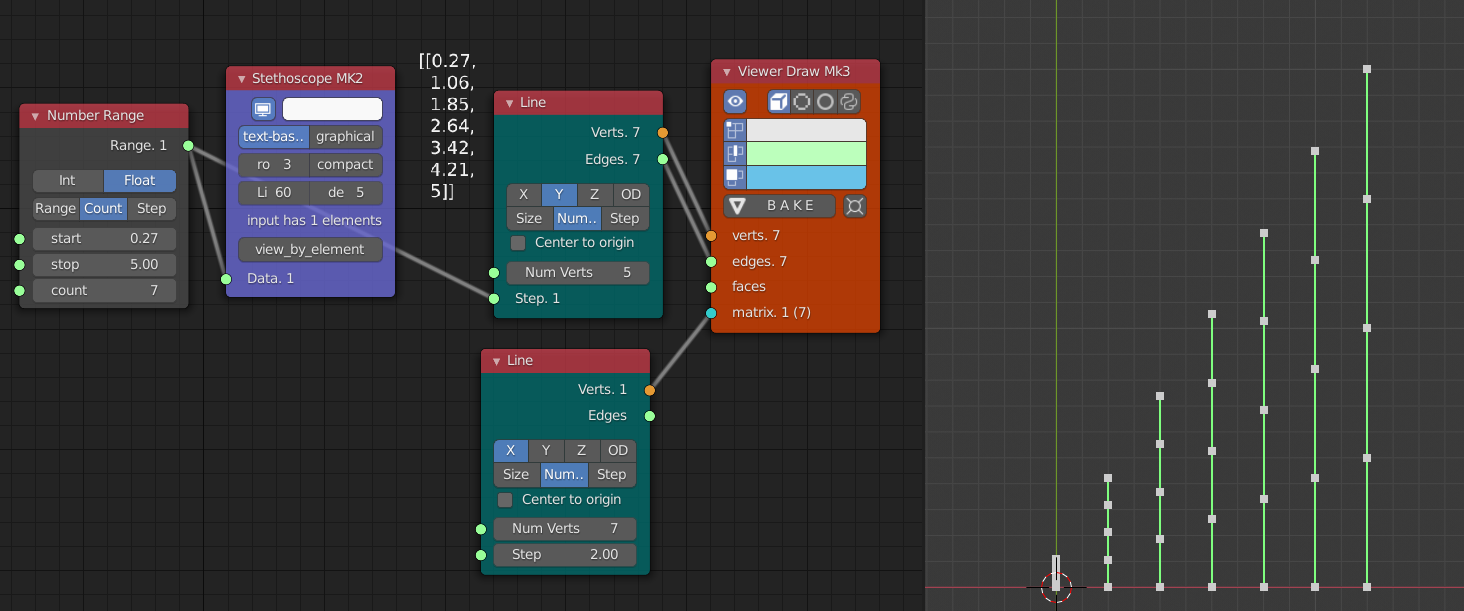 Number Range
Range. 1
Int Float
Range Count Step
start 0.27
stop 5.00
count 7
Stethoscope MK2
text-bas.. graphical
ro 3 compact
Li 60 de 5
input has 1 elements
view_by_element
Data. 1
[[0.27,
1.06,
1.85,
2.64,
3.42,
4.21,
5]]
Line
Verts. 7
Edges. 7
X Y Z OD
Size Num.. Step
Center to origin
Num Verts 5
Step. 1
Line
Verts. 1
Edges
X Y Z OD
Size Num.. Step
Center to origin
Num Verts 7
Step 2.00
Viewer Draw Mk3
BAKE
verts. 7
edges. 7
faces
matrix. 1 (7)